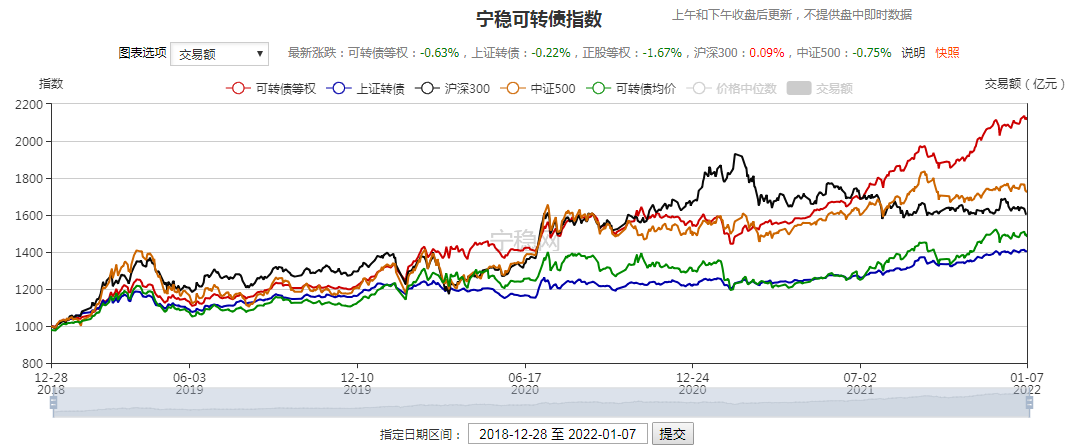 宁稳可转债指数
上午和下午收盘后更新，不提供盘中即时数据
图表选项 交易额 最新涨跌：可转债等权：-0.63%，上证转债：-0.22%，正股等权：-1.67%，沪深300：0.09%，中证500：-0.75% 说明 快照
指数 可转债等权 上证转债 沪深300 中证500 可转债均价 价格中位数 交易额 交易额（亿元）
2200
2000
1800
1600
1400
1200
1000
800
宁稳网
12-28 06-03 12-10 06-17 12-24 07-02 01-07
2018 2019 2019 2020 2020 2021 2022
指定日期区间： 2018-12-28 至 2022-01-07 提交